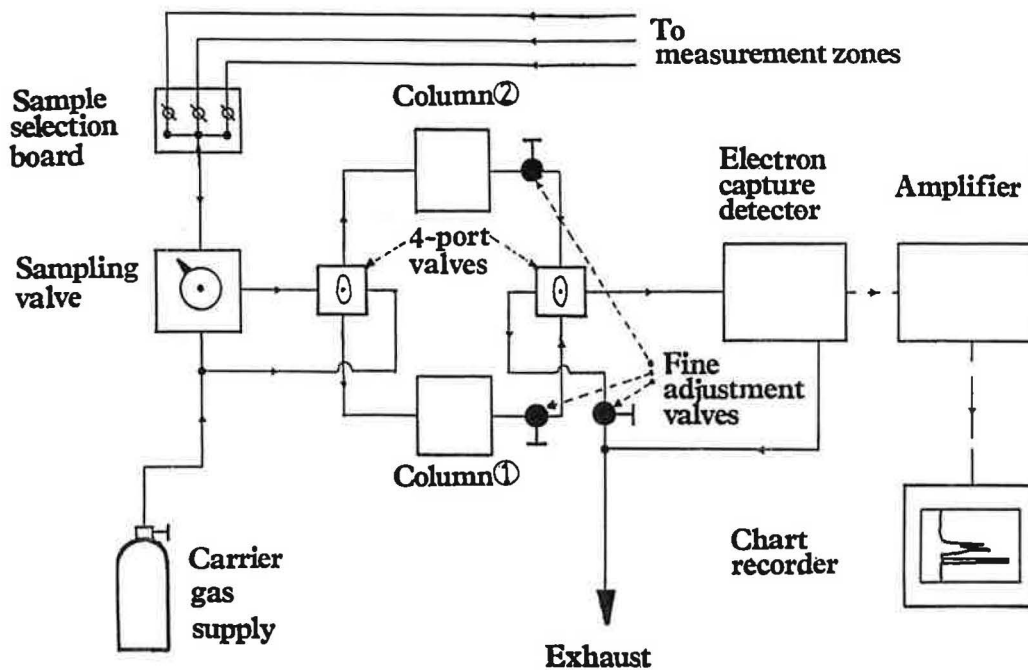 To
measurement zones
Sample
selection
board
Column②
Electron
capture
detector
Amplifier
4-port
valves
Sampling
valve
Fine
adjustment
valves
Column①
Carrier
gas
supply
Chart
recorder
Exhaust